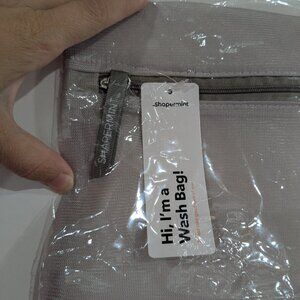 SHAPERMINT
.shapermint
Hi, I'm a
Wash Bag!